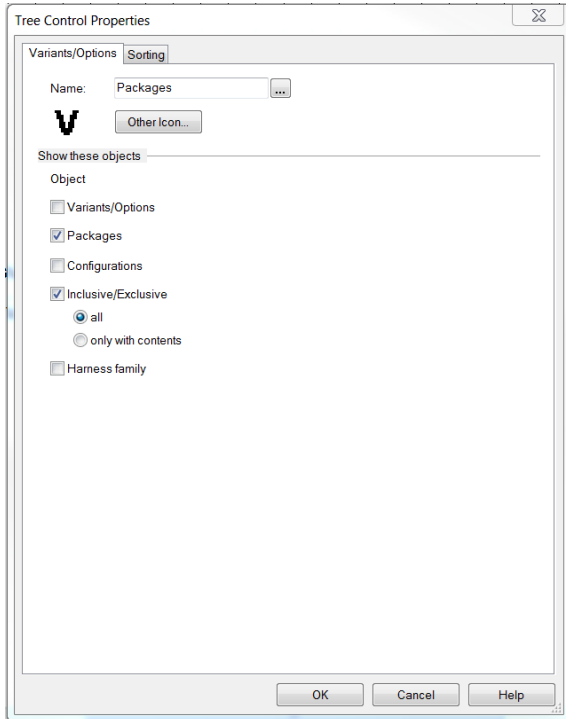 Tree Control Properties
Variants/Options Sorting
Name: Packages ...
V Other Icon...
Show these objects
Object
Variants/Options
Packages
Configurations
Inclusive/Exclusive
all
only with contents
Harness family
OK Cancel Help